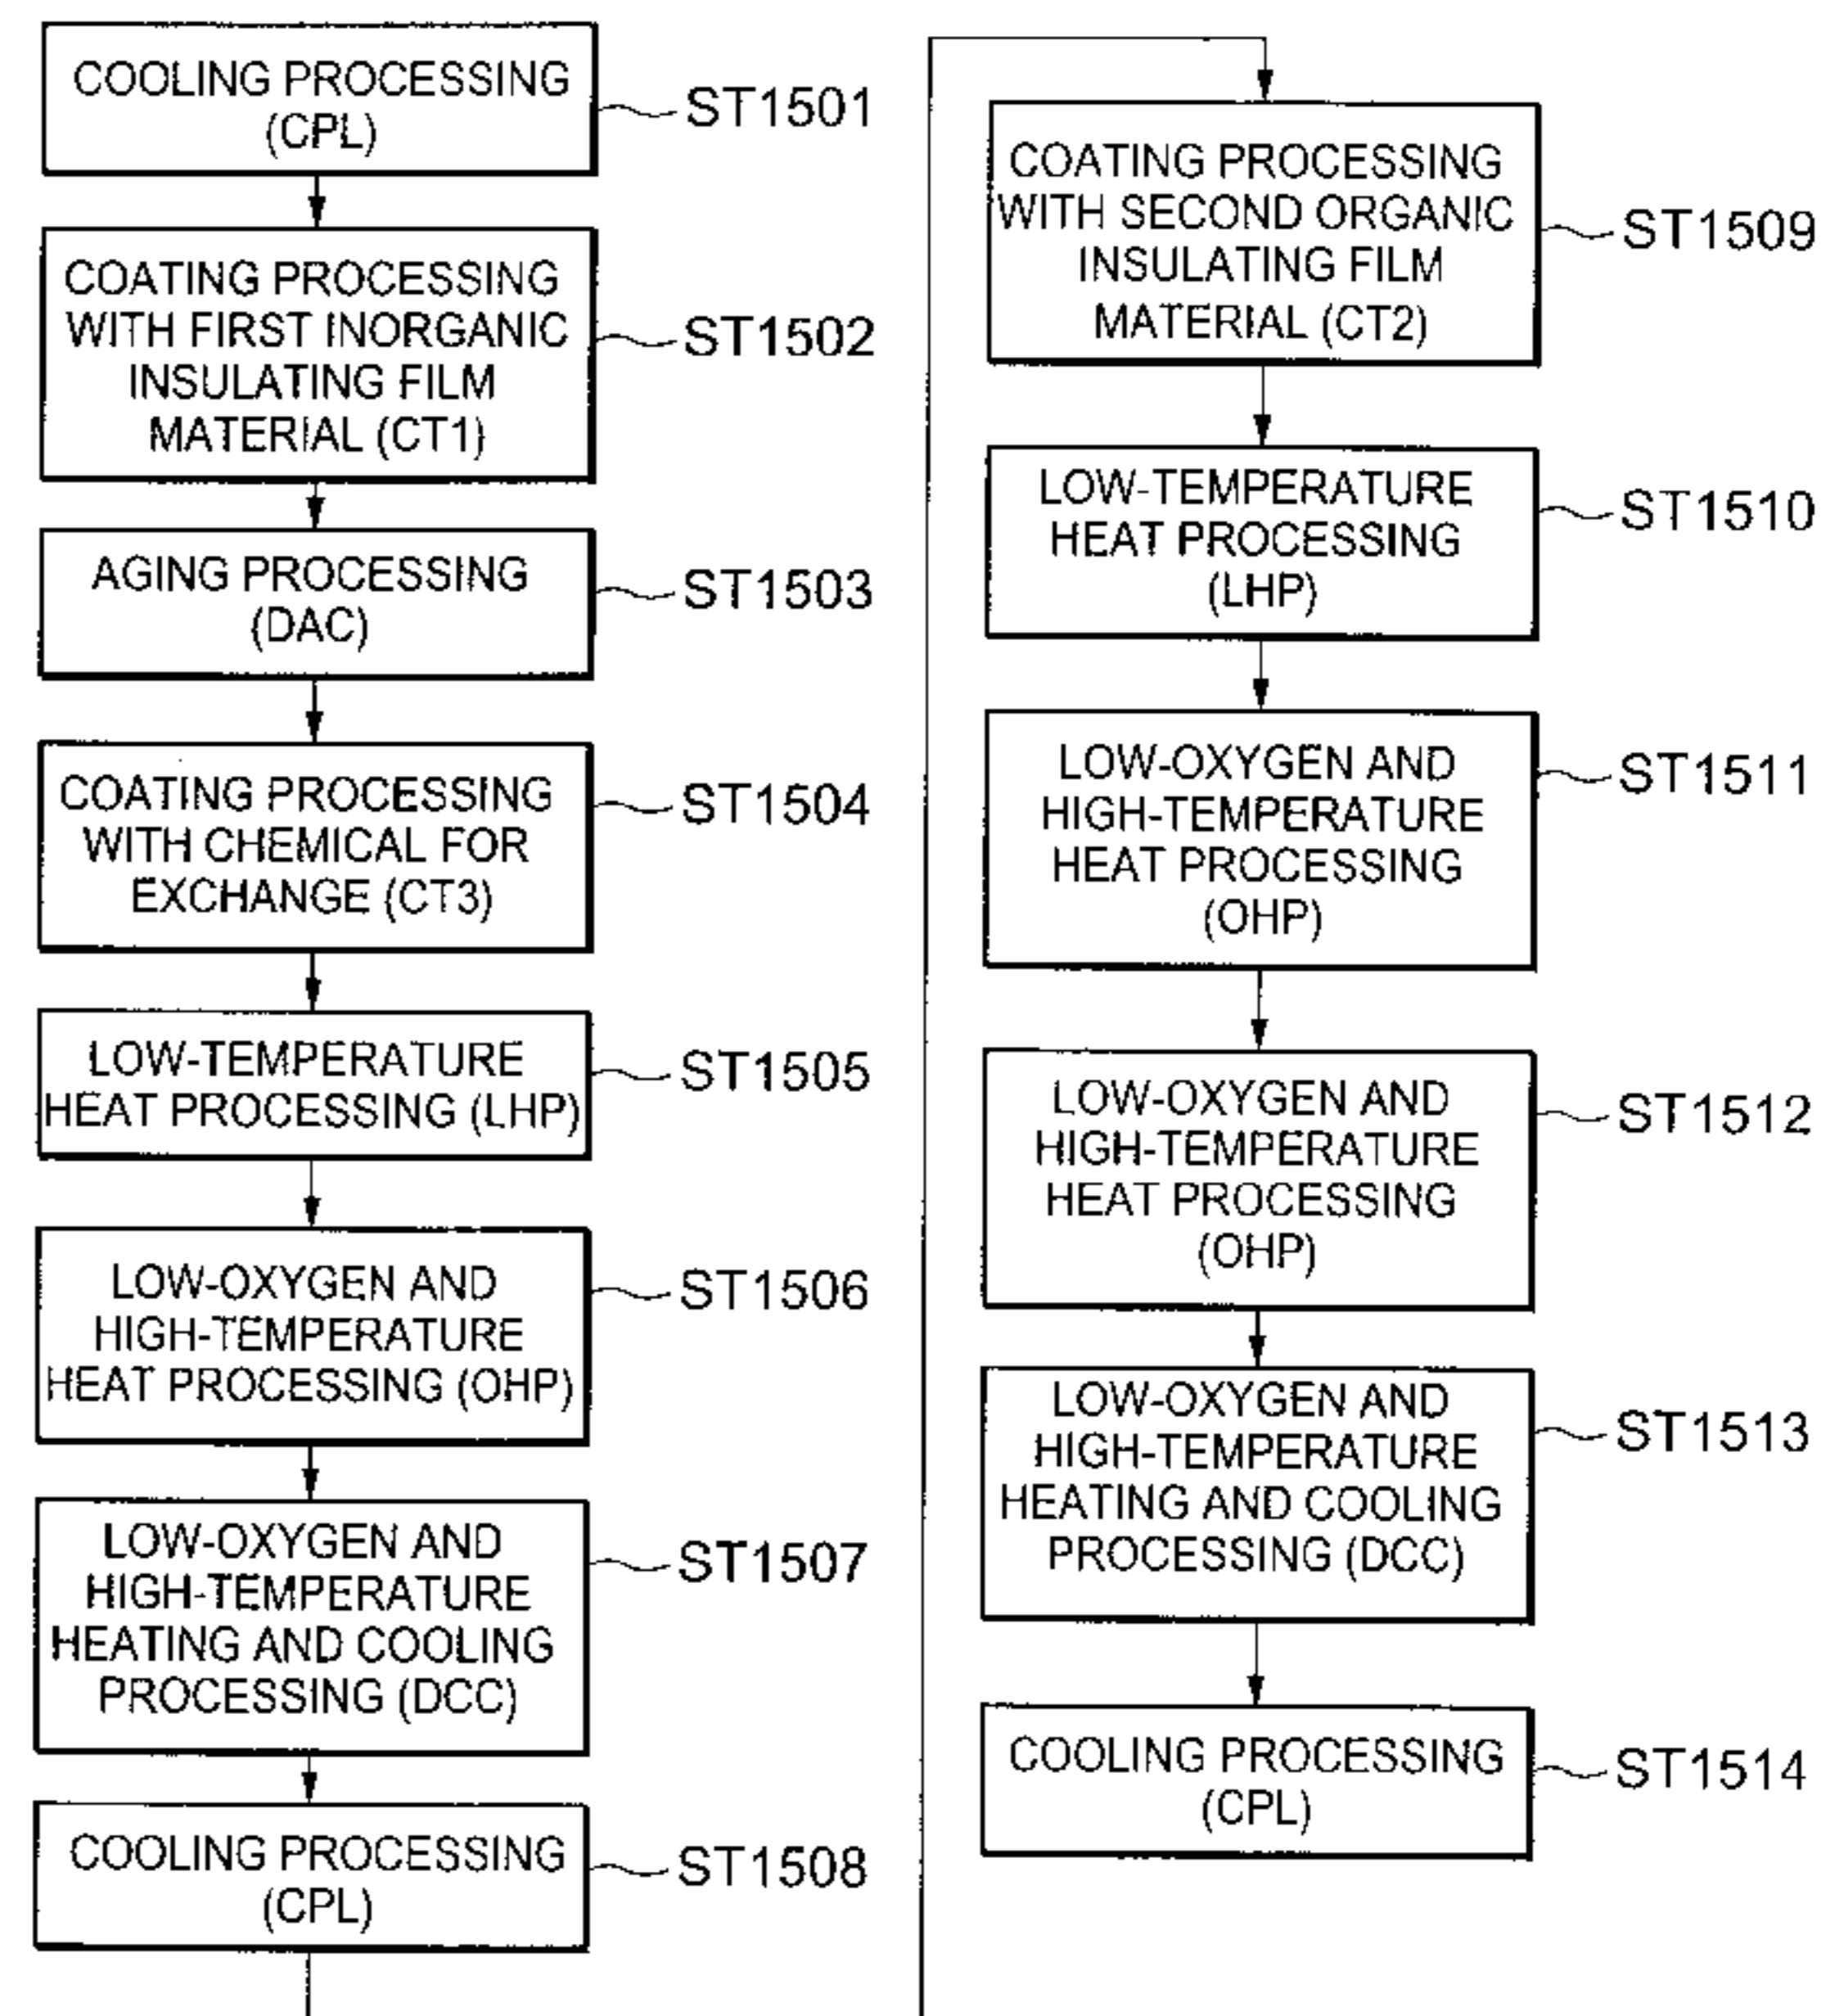 COOLING PROCESSING
(CPL)
ST1501
COATING PROCESSING
WITH FIRST INORGANIC
INSULATING FILM
MATERIAL (CT1)
ST1502
AGING PROCESSING
(DAC)
ST1503
COATING PROCESSING
WITH CHEMICAL FOR
EXCHANGE (CT3)
ST1504
LOW-TEMPERATURE
HEAT PROCESSING (LHP)
ST1505
LOW-OXYGEN AND
HIGH-TEMPERATURE
HEAT PROCESSING (OHP)
ST1506
LOW-OXYGEN AND
HIGH-TEMPERATURE
HEATING AND COOLING
PROCESSING (DCC)
ST1507
COOLING PROCESSING
(CPL)
ST1508
COATING PROCESSING
WITH SECOND ORGANIC
INSULATING FILM
MATERIAL (CT2)
ST1509
LOW-TEMPERATURE
HEAT PROCESSING
(LHP)
ST1510
LOW-OXYGEN AND
HIGH-TEMPERATURE
HEAT PROCESSING
(OHP)
ST1511
LOW-OXYGEN AND
HIGH-TEMPERATURE
HEAT PROCESSING
(OHP)
ST1512
LOW-OXYGEN AND
HIGH-TEMPERATURE
HEATING AND COOLING
PROCESSING (DCC)
ST1513
COOLING PROCESSING
(CPL)
ST1514